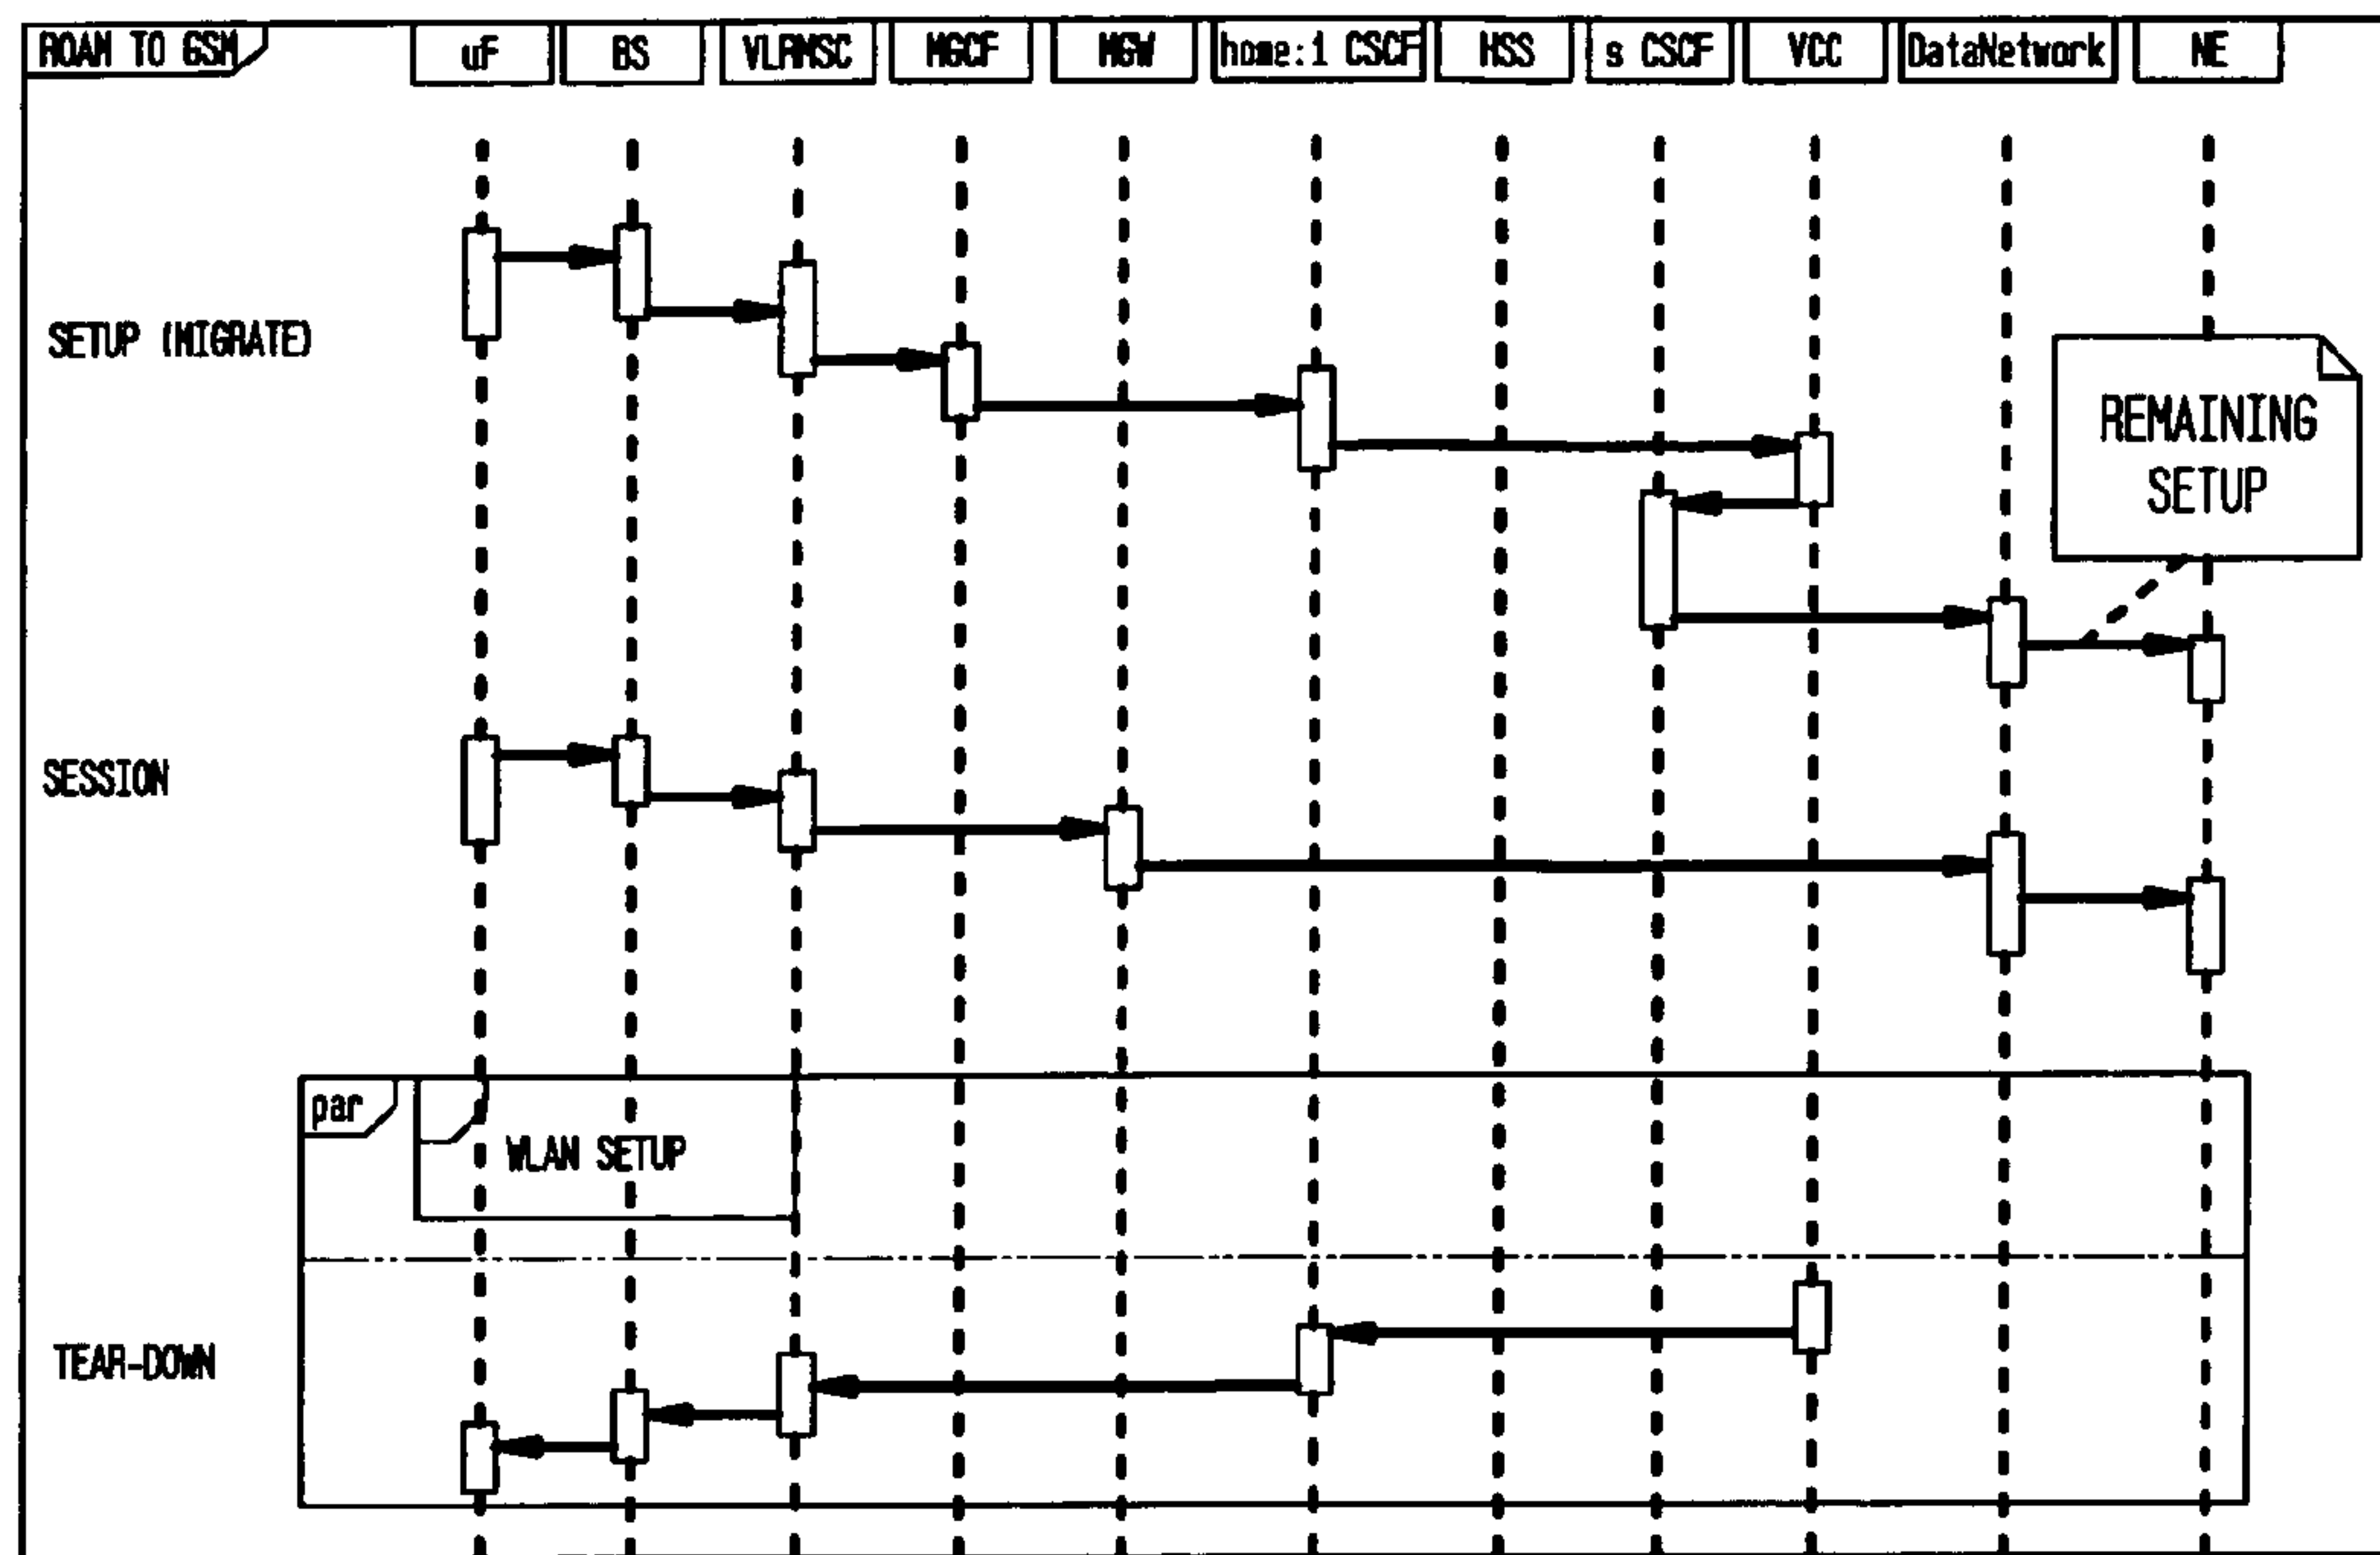 ROAM TO GSM
uF
BS
VLRMSC
MGCF
MGW
home:1 CSCF
HSS
s CSCF
VCC
DataNetwork
NE
SETUP (MIGRATE)
REMAINING
SETUP
SESSION
par
WLAN SETUP
TEAR-DOWN